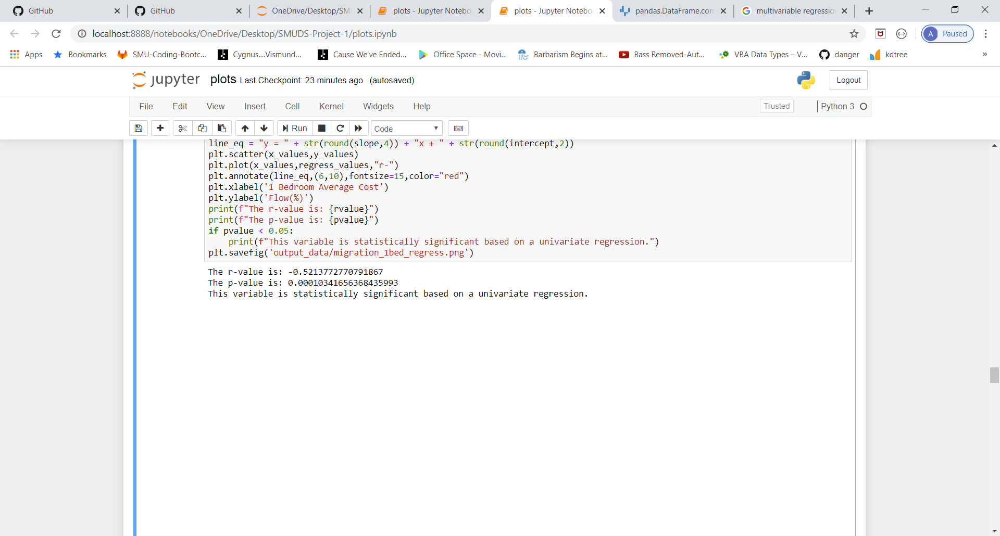 GitHub
GitHub
OneDrive/Desktop/SM
plots - Jupyter Notebo
plots - Jupyter Notebo
pandas.DataFrame.corr
multivariable regressio
localhost:8888/notebooks/OneDrive/Desktop/SMUDS-Project-1/plots.ipynb
A Paused
Apps
Bookmarks
SMU-Coding-Bootc...
Cygnus....Vismund...
Cause We've Ended...
Office Space - Movi...
Barbarism Begins at...
Bass Removed-Aut...
VBA Data Types – V...
danger
kdtree
»
jupyter plots Last Checkpoint: 23 minutes ago (autosaved)
Logout
File Edit View Insert Cell Kernel Widgets Help
Trusted
Python 3
Run
Code
line_eq = "y = " + str(round(slope,4)) + "x + " + str(round(intercept,2))
plt.scatter(x_values,y_values)
plt.plot(x_values,regress_values,"r-")
plt.annotate(line_eq,(6,10),fontsize=15,color="red")
plt.xlabel('1 Bedroom Average Cost')
plt.ylabel('Flow(%)')
print(f"The r-value is: {rvalue}")
print(f"The p-value is: {pvalue}")
if pvalue < 0.05:
    print(f"This variable is statistically significant based on a univariate regression.")
plt.savefig('output_data/migration_1bed_regress.png')
The r-value is: -0.5213772770791867
The p-value is: 0.00010341656368435993
This variable is statistically significant based on a univariate regression.